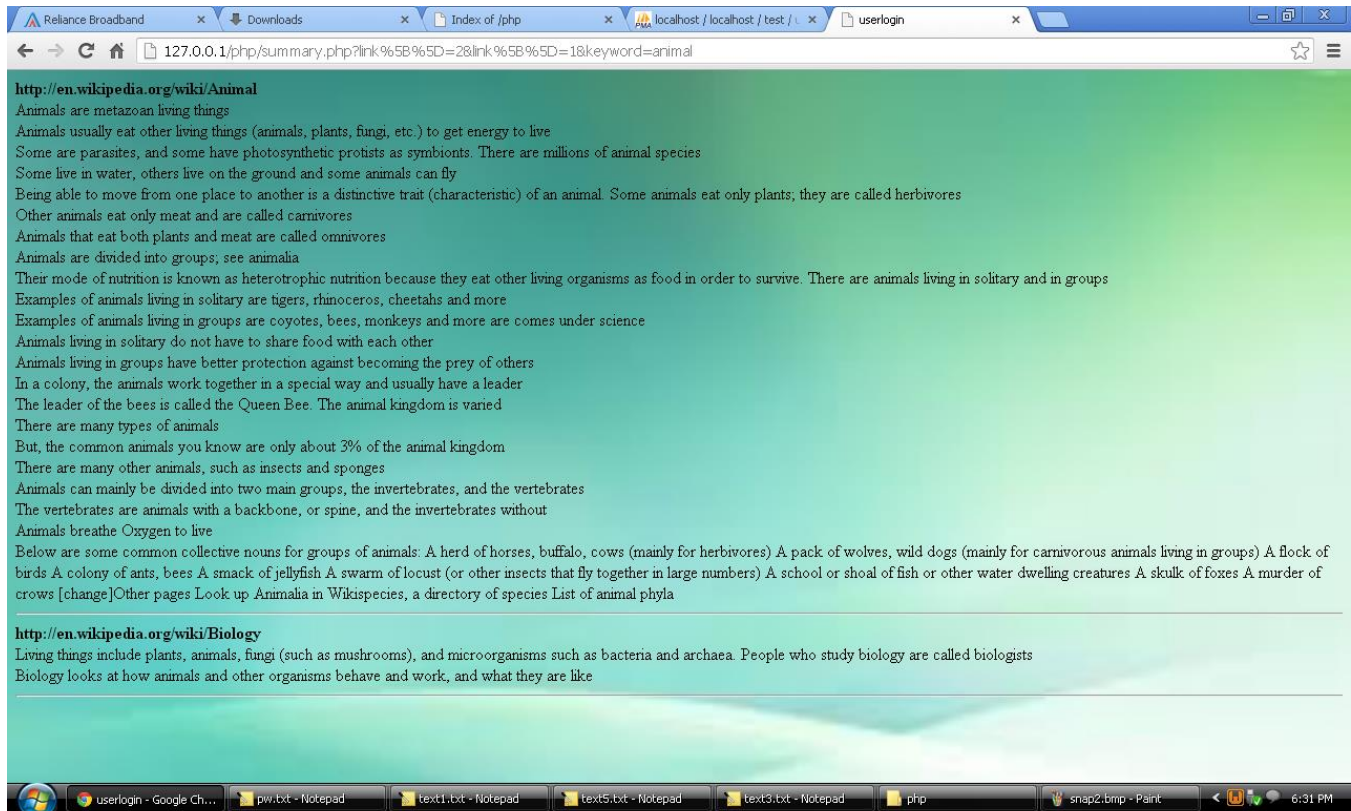 Reliance Broadband
Downloads
Index of /php
localhost / localhost / test /
userlogin
127.0.0.1/php/summary.php?link%5B%5D=2&link%5B%5D=1&keyword=animal
http://en.wikipedia.org/wiki/Animal
Animals are metazoan living things
Animals usually eat other living things (animals, plants, fungi, etc.) to get energy to live
Some are parasites, and some have photosynthetic protists as symbionts. There are millions of animal species
Some live in water, others live on the ground and some animals can fly
Being able to move from one place to another is a distinctive trait (characteristic) of an animal. Some animals eat only plants; they are called herbivores
Other animals eat only meat and are called carnivores
Animals that eat both plants and meat are called omnivores
Animals are divided into groups; see animalia
Their mode of nutrition is known as heterotrophic nutrition because they eat other living organisms as food in order to survive. There are animals living in solitary and in groups
Examples of animals living in solitary are tigers, rhinoceros, cheetahs and more
Examples of animals living in groups are coyotes, bees, monkeys and more are comes under science
Animals living in solitary do not have to share food with each other
Animals living in groups have better protection against becoming the prey of others
In a colony, the animals work together in a special way and usually have a leader
The leader of the bees is called the Queen Bee. The animal kingdom is varied
There are many types of animals
But, the common animals you know are only about 3% of the animal kingdom
There are many other animals, such as insects and sponges
Animals can mainly be divided into two main groups, the invertebrates, and the vertebrates
The vertebrates are animals with a backbone, or spine, and the invertebrates without
Animals breathe Oxygen to live
Below are some common collective nouns for groups of animals: A herd of horses, buffalo, cows (mainly for herbivores) A pack of wolves, wild dogs (mainly for carnivorous animals living in groups) A flock of
birds A colony of ants, bees A smack of jellyfish A swarm of locust (or other insects that fly together in large numbers) A school or shoal of fish or other water dwelling creatures A skulk of foxes A murder of
crows [change]Other pages Look up Animalia in Wikispecies, a directory of species List of animal phyla
http://en.wikipedia.org/wiki/Biology
Living things include plants, animals, fungi (such as mushrooms), and microorganisms such as bacteria and archaea. People who study biology are called biologists
Biology looks at how animals and other organisms behave and work, and what they are like
userlogin - Google Ch...
pw.txt - Notepad
text1.txt - Notepad
text5.txt - Notepad
text3.txt - Notepad
php
snap2.bmp - Paint
6:31 PM